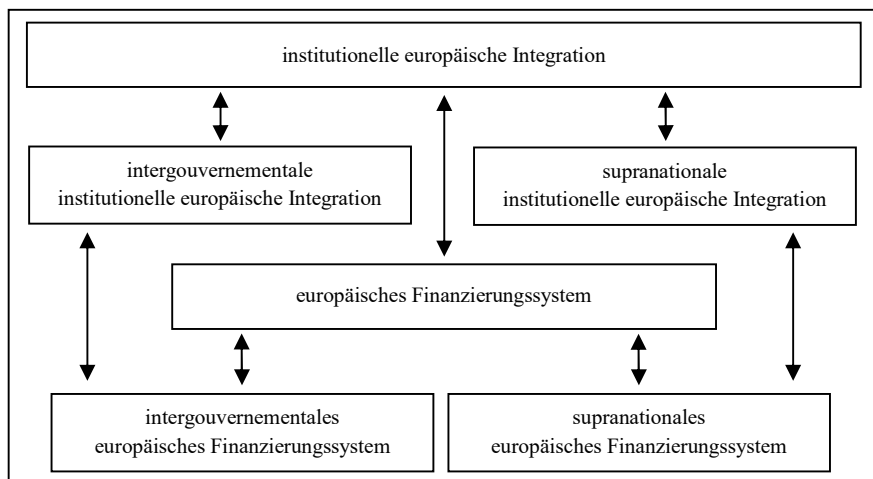 institutionelle europäische Integration
intergouvernementale
institutionelle europäische Integration
supranationale
institutionelle europäische Integration
europäisches Finanzierungssystem
intergouvernementales
europäisches Finanzierungssystem
supranationales
europäisches Finanzierungssystem